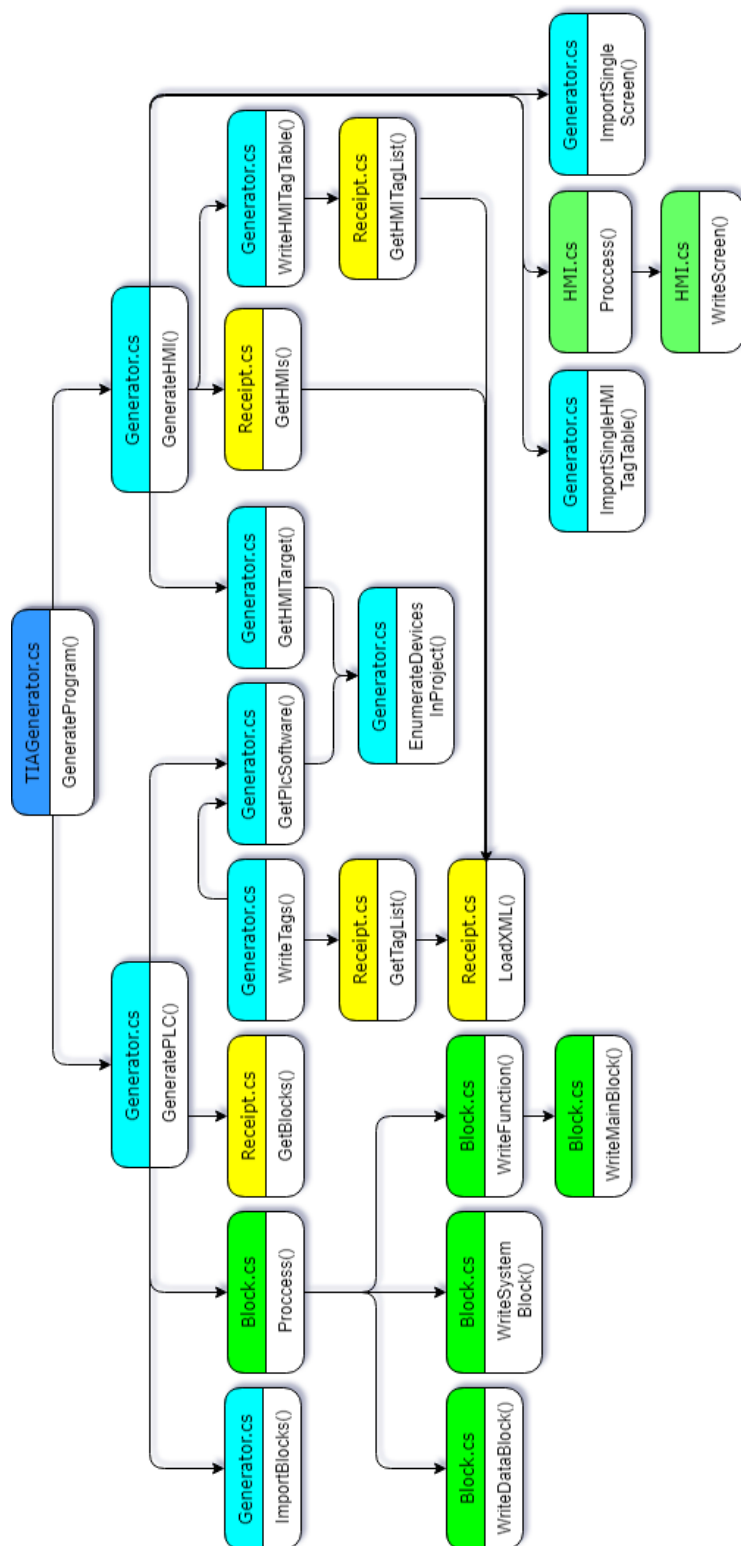 TIAGenerator.cs
GenerateProgram()
Generator.cs
GeneratePLC()
Generator.cs
GenerateHMI()
Generator.cs
ImportBlocks()
Block.cs
Proccess()
Receipt.cs
GetBlocks()
Generator.cs
WriteTags()
Generator.cs
GetPlcSoftware()
Generator.cs
GetHMITarget()
Receipt.cs
GetHMIs()
Generator.cs
WriteHMITagTable()
Receipt.cs
GetTagList()
Generator.cs
EnumerateDevices
InProject()
Receipt.cs
GetHMITagList()
Block.cs
WriteDataBlock()
Block.cs
WriteSystem
Block()
Block.cs
WriteFunction()
Receipt.cs
LoadXML()
Block.cs
WriteMainBlock()
Generator.cs
ImportSingleHMI
TagTable()
HMI.cs
Proccess()
Generator.cs
ImportSingle
Screen()
HMI.cs
WriteScreen()